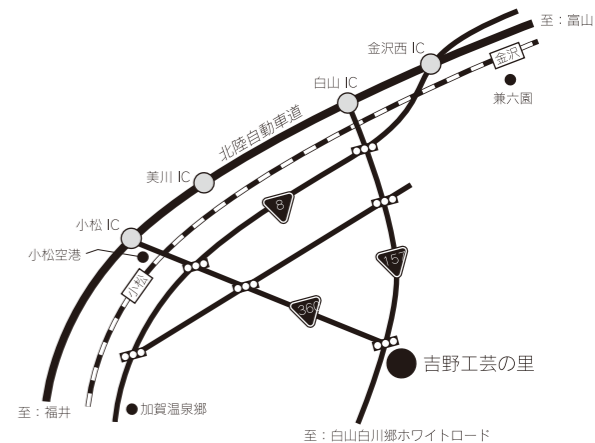 至：富山
金沢西 IC
金沢
兼六園
白山 IC
北陸自動車道
美川 IC
8
小松 IC
小松空港
157
小松
360
吉野工芸の里
加賀温泉郷
至：福井
至：白山白川郷ホワイトロード